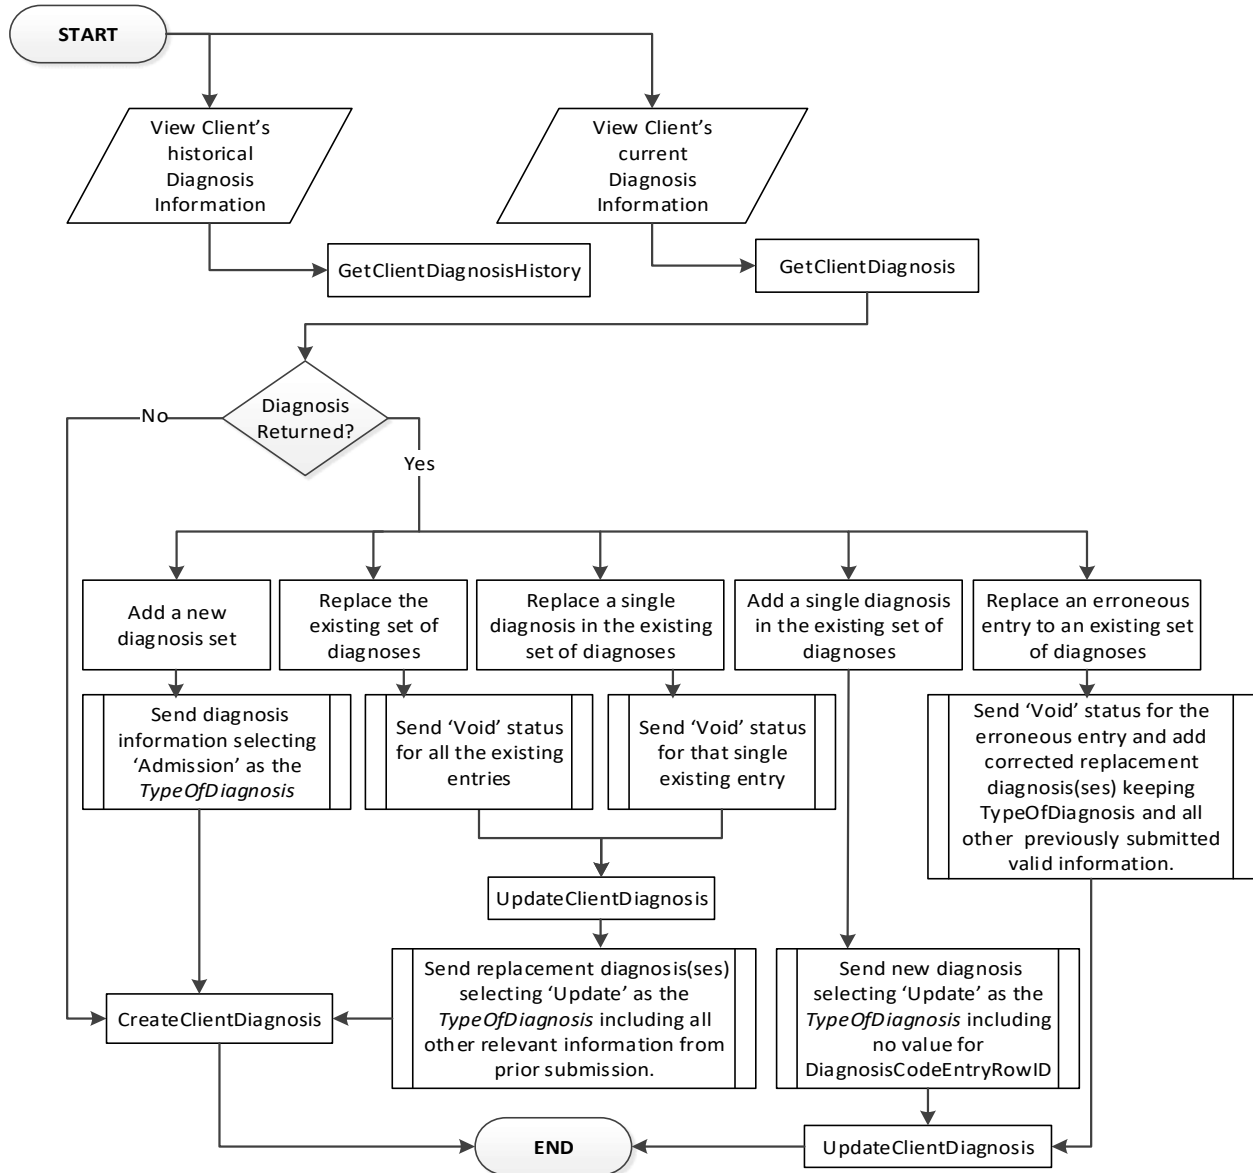 START
View Client’s
historical
Diagnosis
Information
View Client’s
current
Diagnosis
Information
GetClientDiagnosisHistory
GetClientDiagnosis
Diagnosis
Returned?
No
Yes
Add a new
diagnosis set
Replace the
existing set of
diagnoses
Replace a single
diagnosis in the existing
set of diagnoses
Add a single diagnosis
in the existing set of
diagnoses
Replace an erroneous
entry to an existing set
of diagnoses
Send diagnosis
information selecting
‘Admission’ as the
TypeOfDiagnosis
Send ‘Void’ status
for all the existing
entries
Send ‘Void’ status
for that single
existing entry
Send ‘Void’ status for the
erroneous entry and add
corrected replacement
diagnosis(ses) keeping
TypeOfDiagnosis and all
other previously submitted
valid information.
UpdateClientDiagnosis
Send replacement diagnosis(ses)
selecting ‘Update’ as the
TypeOfDiagnosis including all
other relevant information from
prior submission.
Send new diagnosis
selecting ‘Update’ as the
TypeOfDiagnosis including
no value for
DiagnosisCodeEntryRowID
CreateClientDiagnosis
END
UpdateClientDiagnosis